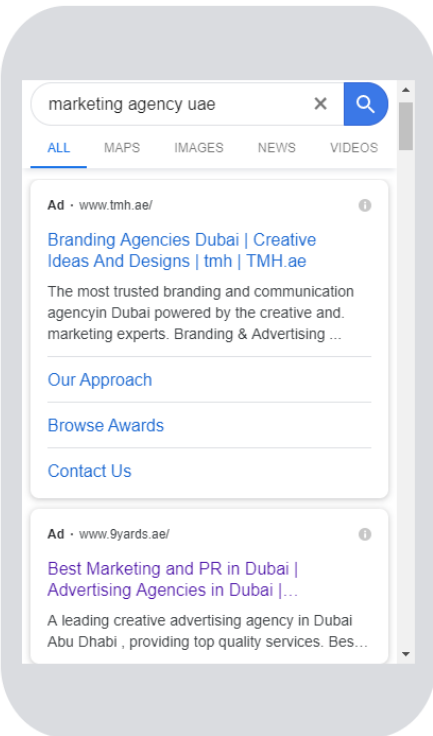 marketing agency uae
ALL MAPS IMAGES NEWS VIDEOS
Ad · www.tmh.ae/
Branding Agencies Dubai | Creative
Ideas And Designs | tmh | TMH.ae
The most trusted branding and communication
agencyin Dubai powered by the creative and.
marketing experts. Branding & Advertising ...
Our Approach
Browse Awards
Contact Us
Ad · www.9yards.ae/
Best Marketing and PR in Dubai |
Advertising Agencies in Dubai |...
A leading creative advertising agency in Dubai
Abu Dhabi , providing top quality services. Bes...